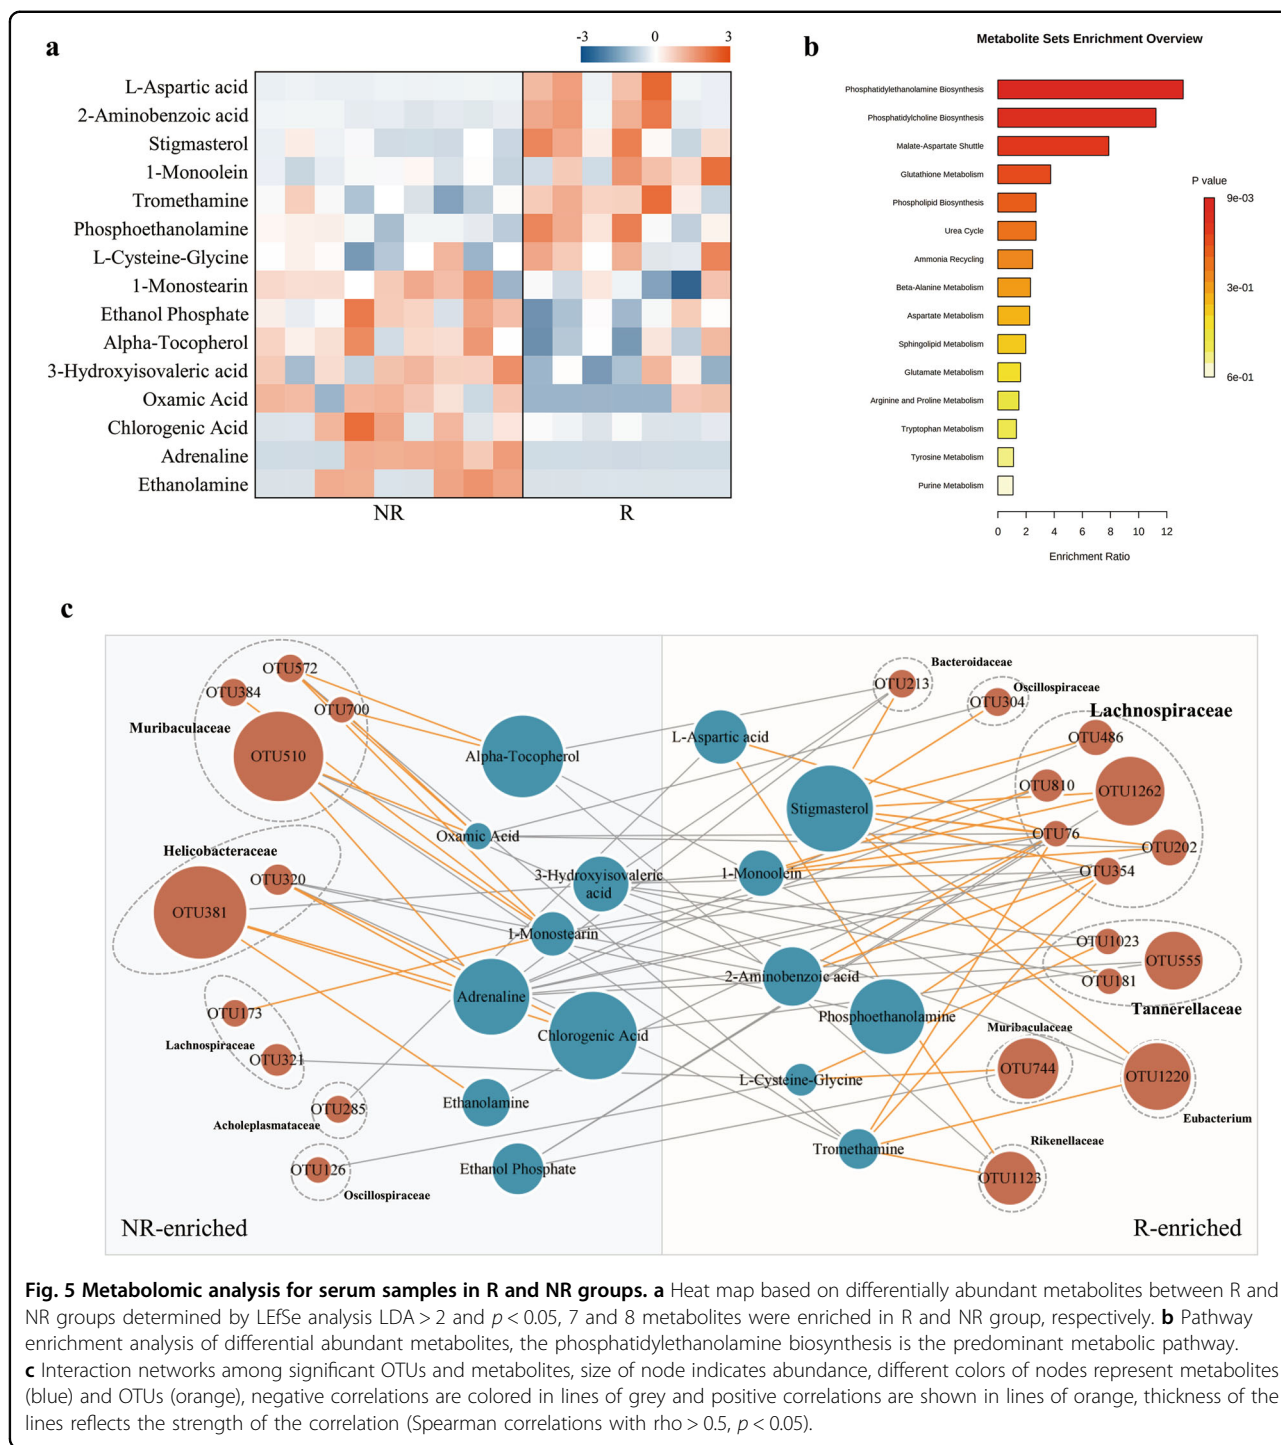 a
-3
0
3
L-Aspartic acid
2-Aminobenzoic acid
Stigmasterol
1-Monoolein
Tromethamine
Phosphoethanolamine
L-Cysteine-Glycine
1-Monostearin
Ethanol Phosphate
Alpha-Tocopherol
3-Hydroxyisovaleric acid
Oxamic Acid
Chlorogenic Acid
Adrenaline
Ethanolamine
NR
R
b
Metabolite Sets Enrichment Overview
Phosphatidylethanolamine Biosynthesis
Phosphatidylcholine Biosynthesis
Malate-Aspartate Shuttle
Glutathione Metabolism
Phospholipid Biosynthesis
Urea Cycle
Ammonia Recycling
Beta-Alanine Metabolism
Aspartate Metabolism
Sphingolipid Metabolism
Glutamate Metabolism
Arginine and Proline Metabolism
Tryptophan Metabolism
Tyrosine Metabolism
Purine Metabolism
0 2 4 6 8 10 12
Enrichment Ratio
P value
9e-03
3e-01
6e-01
c
OTU572
OTU384
OTU700
Muribaculaceae
OTU510
Helicobacteraceae
OTU320
OTU381
OTU173
Lachnospiraceae
OTU321
OTU285
Acholeplasmataceae
OTU126
Oscillospiraceae
NR-enriched
Alpha-Tocopherol
Oxamic Acid
3-Hydroxyisovaleric
acid
1-Monostearin
Adrenaline
Chlorogenic Acid
Ethanolamine
Ethanol Phosphate
L-Aspartic acid
Stigmasterol
1-Monoolein
2-Aminobenzoic acid
Phosphoethanolamine
L-Cysteine-Glycine
Tromethamine
Bacteroidaceae
OTU213
Oscillospiraceae
OTU304
Lachnospiraceae
OTU486
OTU810
OTU1262
OTU76
OTU202
OTU354
OTU1023
OTU555
OTU181
Tannerellaceae
Muribaculaceae
OTU744
OTU1220
Eubacterium
Rikenellaceae
OTU1123
R-enriched
Fig. 5 Metabolomic analysis for serum samples in R and NR groups. a Heat map based on differentially abundant metabolites between R and
NR groups determined by LEfSe analysis LDA > 2 and p < 0.05, 7 and 8 metabolites were enriched in R and NR group, respectively. b Pathway
enrichment analysis of differential abundant metabolites, the phosphatidylethanolamine biosynthesis is the predominant metabolic pathway.
c Interaction networks among significant OTUs and metabolites, size of node indicates abundance, different colors of nodes represent metabolites
(blue) and OTUs (orange), negative correlations are colored in lines of grey and positive correlations are shown in lines of orange, thickness of the
lines reflects the strength of the correlation (Spearman correlations with rho > 0.5, p < 0.05).